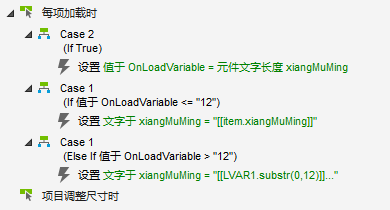 每项加载时
Case 2
(If True)
设置 值于 OnLoadVariable = 元件文字长度 xiangMuMing
Case 1
(If 值于 OnLoadVariable <= "12")
设置 文字于 xiangMuMing = "[[item.xiangMuMing]]"
Case 1
(Else If 值于 OnLoadVariable > "12")
设置 文字于 xiangMuMing = "[[LVAR1.substr(0,12)]]..."
项目调整尺寸时